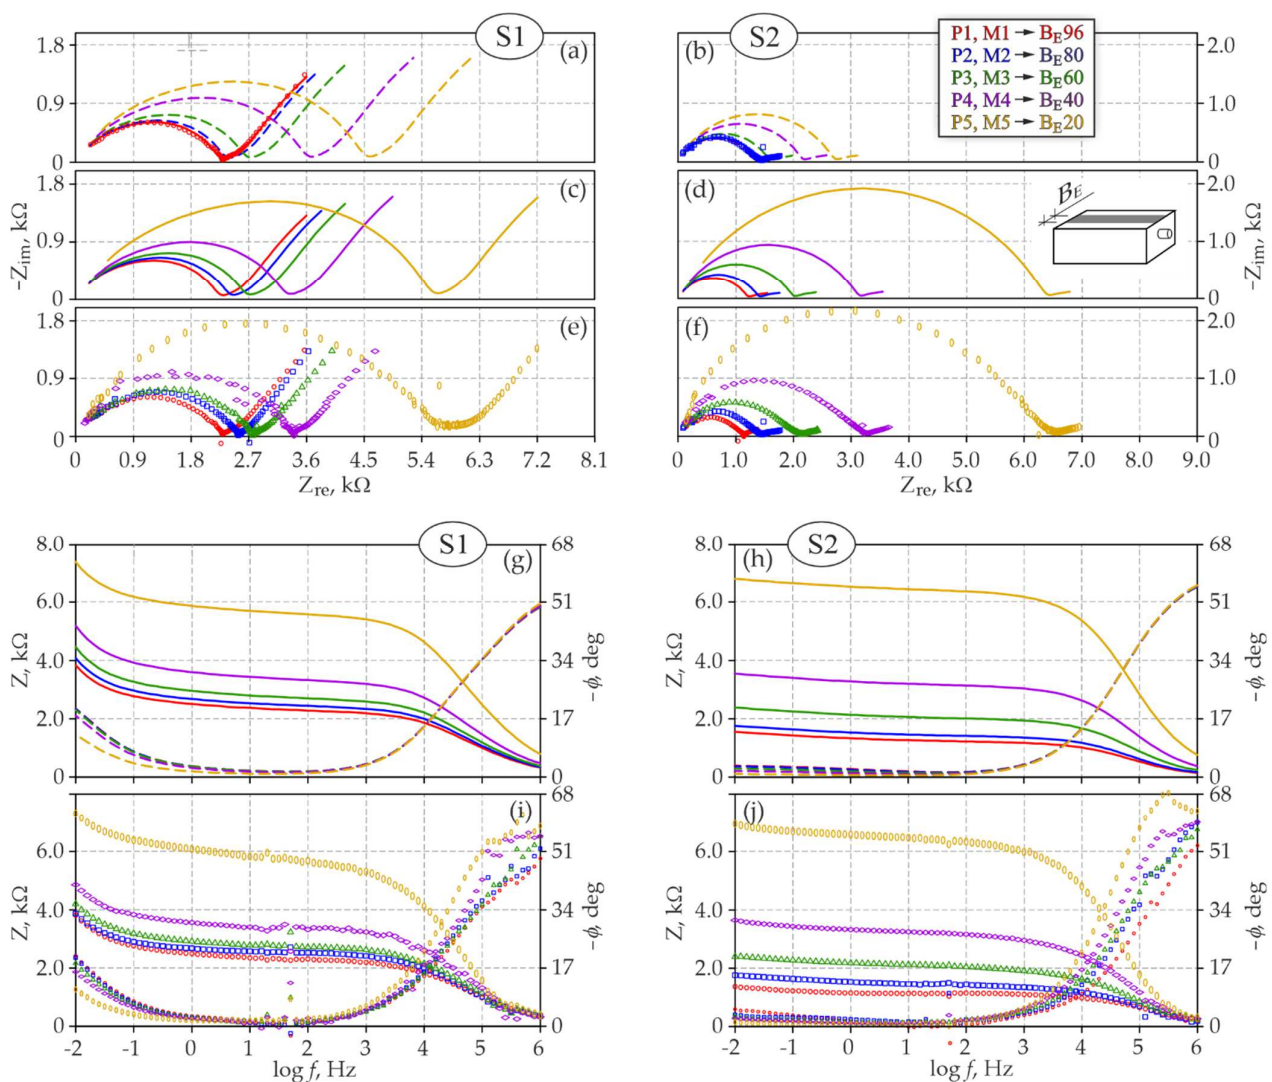 S1
(a)
S2
(b)
P1, M1 → BE96
P2, M2 → BE80
P3, M3 → BE60
P4, M4 → BE40
P5, M5 → BE20
1.8
0.9
0
2.0
1.0
0
(c)
(d)
BE
1.8
0.9
0
2.0
1.0
0
-Zim, kΩ
-Zim, kΩ
(e)
(f)
1.8
0.9
0
2.0
1.0
0
0 0.9 1.8 2.7 3.6 4.5 5.4 6.3 7.2 8.1
0 1.0 2.0 3.0 4.0 5.0 6.0 7.0 8.0 9.0
Zre, kΩ
Zre, kΩ
S1
(g)
(h)
S2
8.0
6.0
4.0
2.0
0
Z, kΩ
68
51
34
17
0
-ϕ, deg
6.0
4.0
2.0
0
Z, kΩ
68
51
34
17
0
-ϕ, deg
(i)
(j)
6.0
4.0
2.0
0
Z, kΩ
68
51
34
17
0
-ϕ, deg
6.0
4.0
2.0
0
Z, kΩ
68
51
34
17
0
-ϕ, deg
-2 -1 0 1 2 3 4 5 6
-2 -1 0 1 2 3 4 5 6
log f, Hz
log f, Hz